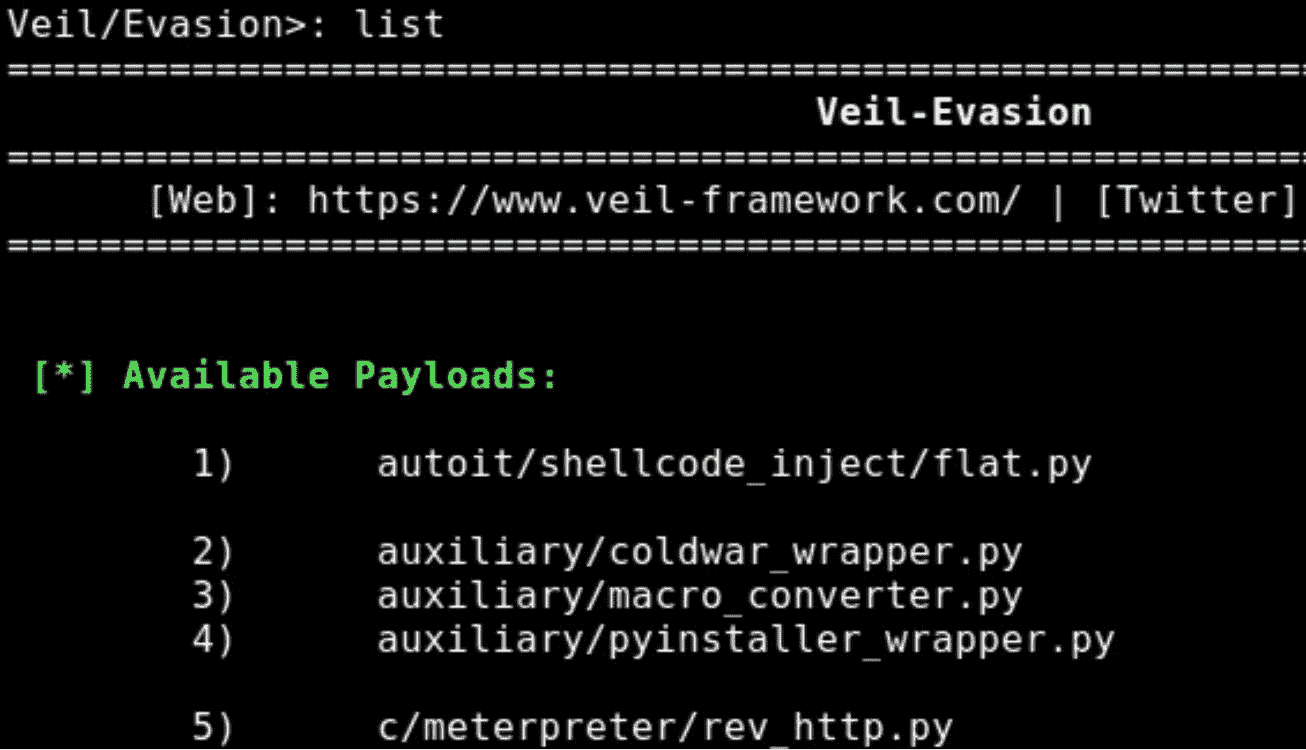 Veil/Evasion>: list
========================================================
Veil-Evasion
========================================================
[Web]: https://www.veil-framework.com/ | [Twitter]
========================================================
[*] Available Payloads:
1) autoit/shellcode_inject/flat.py
2) auxiliary/coldwar_wrapper.py
3) auxiliary/macro_converter.py
4) auxiliary/pyinstaller_wrapper.py
5) c/meterpreter/rev_http.py